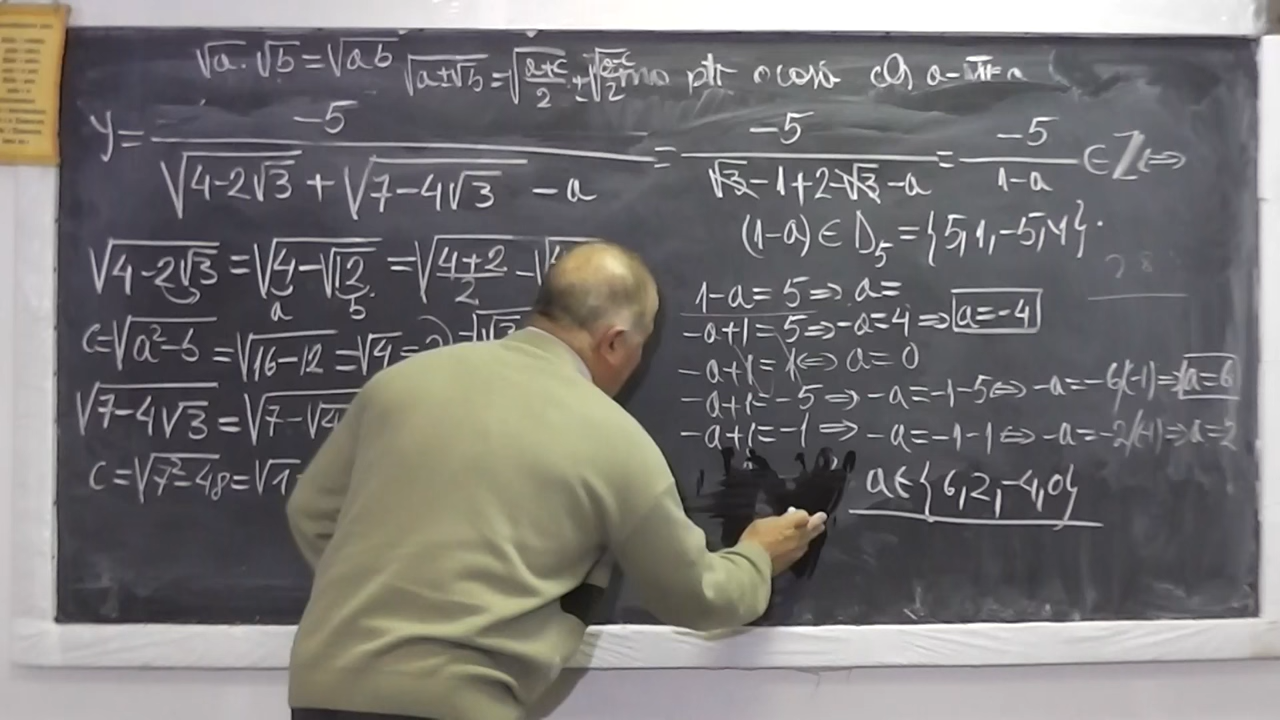 √a · √b = √ab √a±√b = √(a+c)/2 ± √(a-c)/2
y = -5 / (√4-2√3 + √7-4√3 - a) = -5 / (√3-1+2-√3-a) = -5 / (1-a) ∈ Z ⇔
(1-a) ∈ D₅ = {5,1,-5,-1}.
√4-2√3 = √4-√12 = √(4+2)/2 - √
a b
1-a = 5 ⇒ a =
-a+1 = 5 ⇒ -a = 4 ⇒ a = -4
c = √a²-b = √16-12 = √4 = 2
-a+1 = 1 ⇔ a = 0
√7-4√3 = √7-√4
-a+1 = -5 ⇒ -a = -1-5 ⇔ -a = -6/(-1) ⇒ a = 6
-a+1 = -1 ⇒ -a = -1-1 ⇔ -a = -2/(-1) ⇒ a = 2
c = √7²-48 = √1
a ∈ {6,2,-4,0}